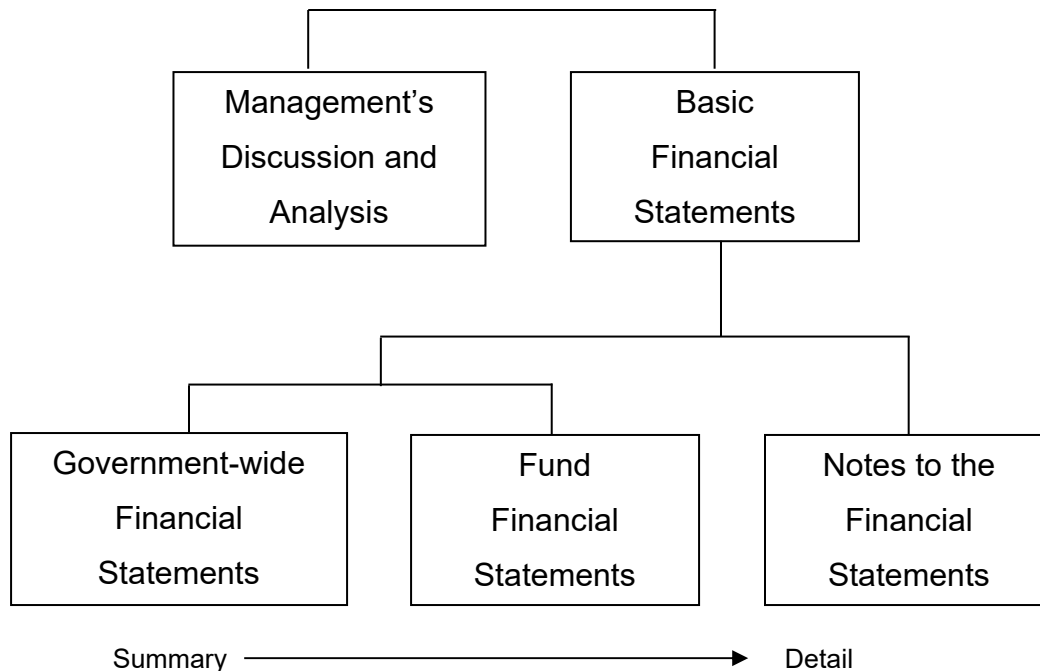 Management’s
Discussion and
Analysis
Basic
Financial
Statements
Government-wide
Financial
Statements
Fund
Financial
Statements
Notes to the
Financial
Statements
Summary
Detail